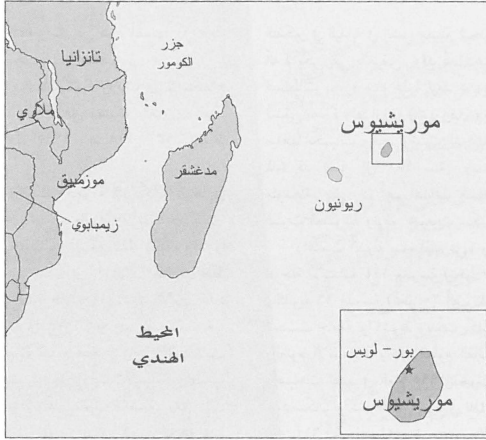 جزر
الكومور
تانزانيا
ملاوي
موريشيوس
مدغشقر
موزمبيق
ريونيون
زيمبابوي
المحيط
الهندي
بور - لويس
موريشيوس